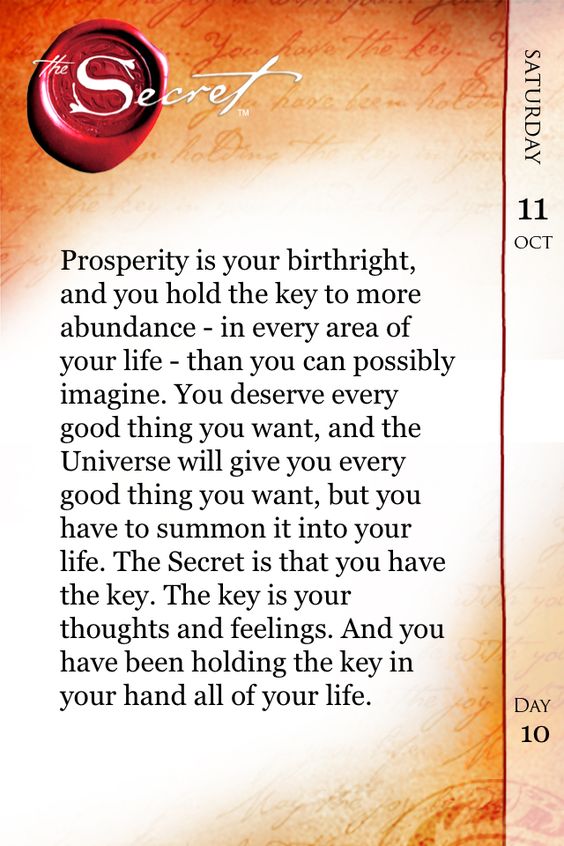 the Secret™
Prosperity is your birthright,
and you hold the key to more
abundance - in every area of
your life - than you can possibly
imagine. You deserve every
good thing you want, and the
Universe will give you every
good thing you want, but you
have to summon it into your
life. The Secret is that you have
the key. The key is your
thoughts and feelings. And you
have been holding the key in
your hand all of your life.
SATURDAY
11
OCT
DAY
10